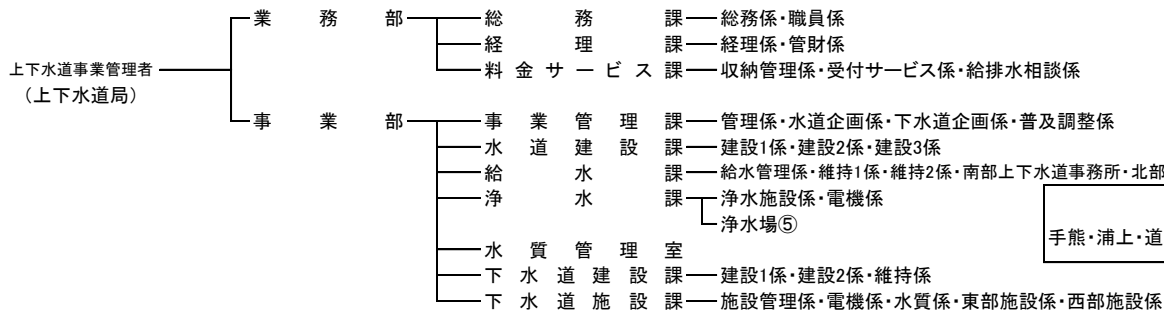 業務部 総務課 総務係・職員係
経理課 経理係・管財係
上下水道事業管理者 料金サービス課 収納管理係・受付サービス係・給排水相談係
（上下水道局）
事業部 事業管理課 管理係・水道企画係・下水道企画係・普及調整係
水道建設課 建設1係・建設2係・建設3係
給水課 給水管理係・維持1係・維持2係・南部上下水道事務所・北部
浄水課 浄水施設係・電機係
浄水場⑤
手熊・浦上・道
水質管理室
下水道建設課 建設1係・建設2係・維持係
下水道施設課 施設管理係・電機係・水質係・東部施設係・西部施設係